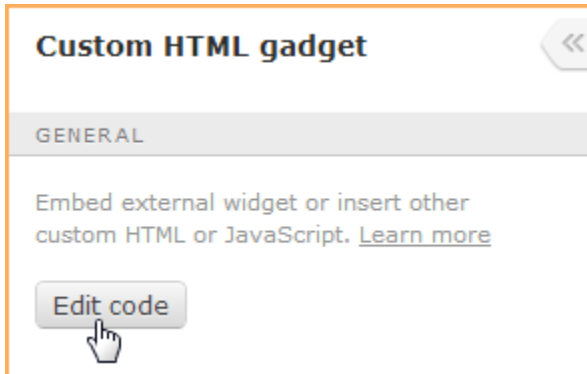 Custom HTML gadget
«
GENERAL
Embed external widget or insert other
custom HTML or JavaScript. Learn more
Edit code